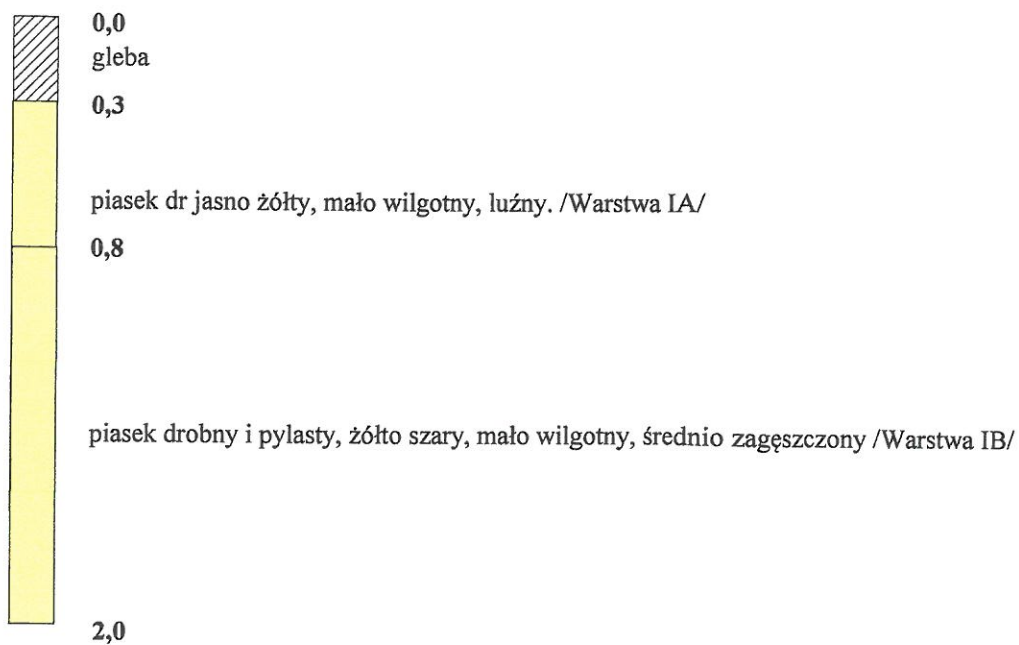 0,0
gleba
0,3
piasek dr jasno żółty, mało wilgotny, luźny. /Warstwa IA/
0,8
piasek drobny i pylasty, żółto szary, mało wilgotny, średnio zagęszczony /Warstwa IB/
2,0